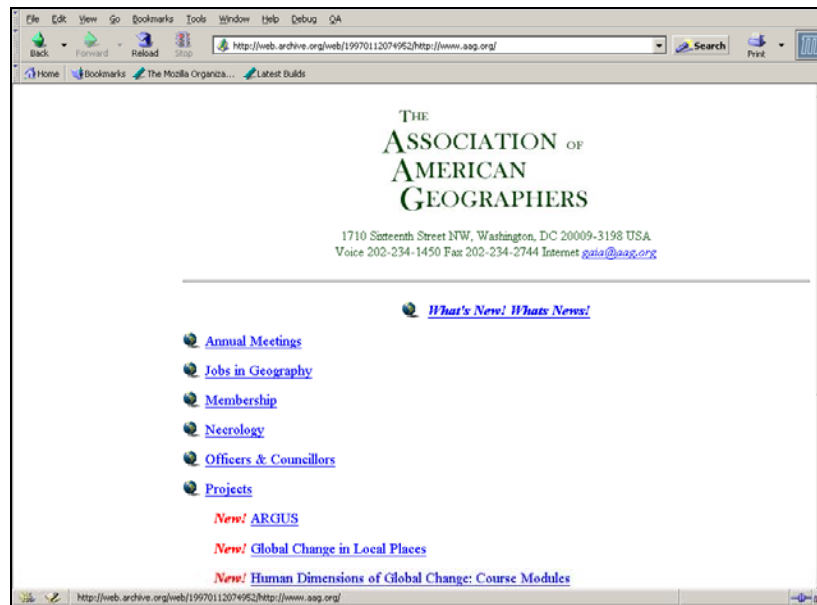 File Edit View Go Bookmarks Tools Window Help Debug QA
Back Forward Reload Stop http://web.archive.org/web/19970112074952/http://www.aag.org/ Search Print
Home Bookmarks The Mozilla Organiza... Latest Builds
THE
ASSOCIATION OF
AMERICAN
GEOGRAPHERS
1710 Sixteenth Street NW, Washington, DC 20009-3198 USA
Voice 202-234-1450 Fax 202-234-2744 Internet gaia@aag.org
What's New! Whats News!
Annual Meetings
Jobs in Geography
Membership
Necrology
Officers & Councillors
Projects
New! ARGUS
New! Global Change in Local Places
New! Human Dimensions of Global Change: Course Modules
http://web.archive.org/web/19970112074952/http://www.aag.org/